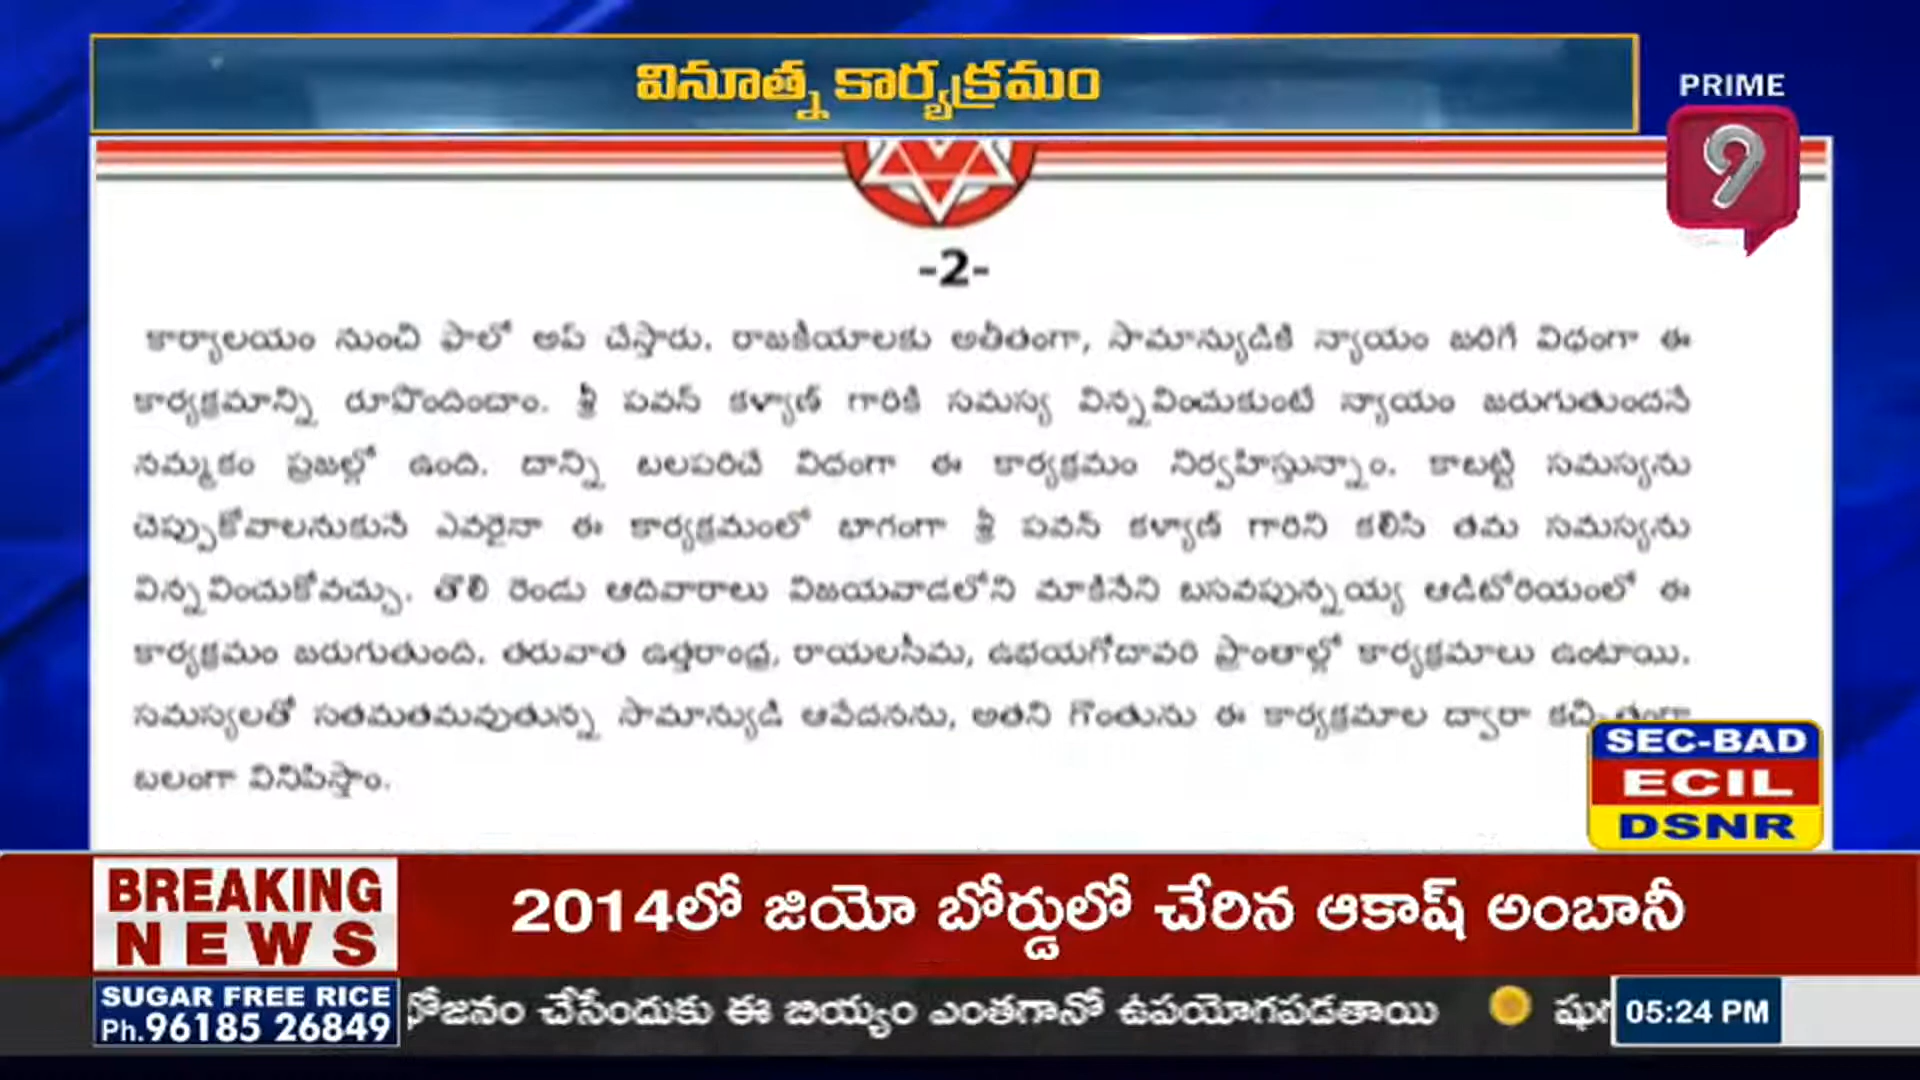 వినూత్న కార్యక్రమం
PRIME
9
-2-
కార్యాలయం నుంచి ఫాలో అప్ చేస్తారు. రాజకీయాలకు అతీతంగా, సామాన్యుడికి న్యాయం జరిగే విధంగా ఈ
కార్యక్రమాన్ని రూపొందించాం. శ్రీ పవన్ కళ్యాణ్ గారికి సమస్య విన్నవించుకుంటే న్యాయం జరుగుతుందనే
నమ్మకం ప్రజల్లో ఉంది. దాన్ని బలపరిచే విధంగా ఈ కార్యక్రమం నిర్వహిస్తున్నాం. కాబట్టి సమస్యను
చెప్పుకోవాలనుకునే ఎవరైనా ఈ కార్యక్రమంలో భాగంగా శ్రీ పవన్ కళ్యాణ్ గారిని కలిసి తమ సమస్యను
విన్నవించుకోవచ్చు. తొలి రెండు ఆదివారాలు విజయవాడలోని మాకినేని బసవపున్నయ్య ఆడిటోరియంలో ఈ
కార్యక్రమం జరుగుతుంది. తరువాత ఉత్తరాంధ్ర, రాయలసీమ, ఉభయగోదావరి ప్రాంతాల్లో కార్యక్రమాలు ఉంటాయి.
సమస్యలతో సతమతమవుతున్న సామాన్యుడి ఆవేదనను, అతని గొంతును ఈ కార్యక్రమాల ద్వారా కచ్చితంగా
బలంగా వినిపిస్తాం.
SEC-BAD
ECIL
DSNR
BREAKING
NEWS
2014లో జియో బోర్డులో చేరిన ఆకాష్ అంబానీ
SUGAR FREE RICE
Ph.96185 26849
భోజనం చేసేందుకు ఈ బియ్యం ఎంతగానో ఉపయోగపడతాయి
05:24 PM